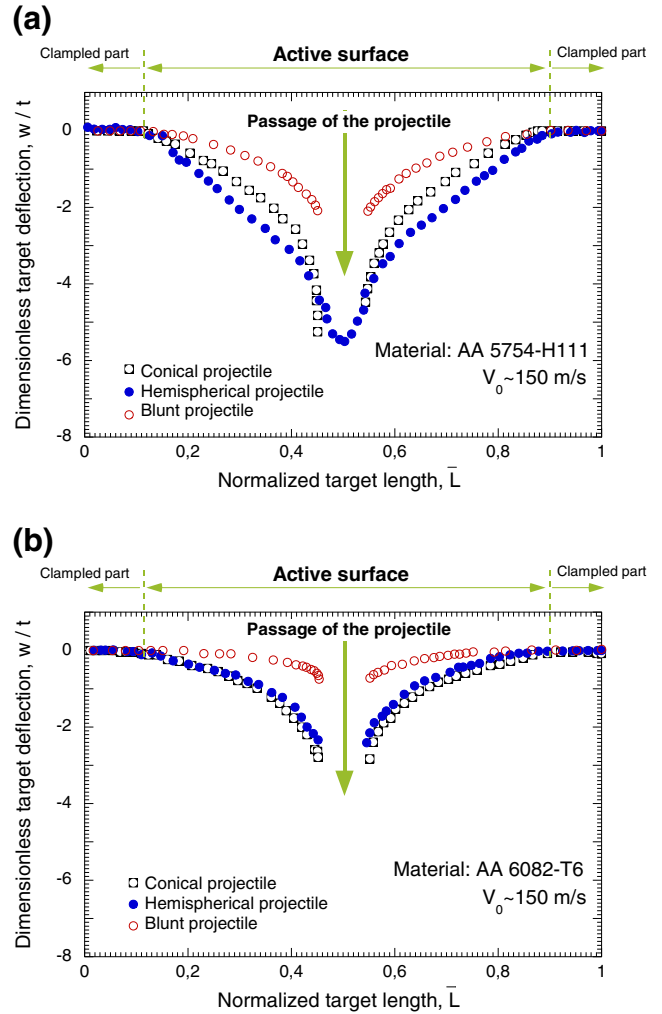 (a)
Clampled part
Active surface
Clampled part
Passage of the projectile
Dimensionless target deflection, w / t
0
-2
-4
-6
-8
Conical projectile
Hemispherical projectile
Blunt projectile
Material: AA 5754-H111
V₀~150 m/s
0 0,2 0,4 0,6 0,8 1
Normalized target length, L̅
(b)
Clampled part
Active surface
Clampled part
Passage of the projectile
Dimensionless target deflection, w / t
0
-2
-4
-6
-8
Conical projectile
Hemispherical projectile
Blunt projectile
Material: AA 6082-T6
V₀~150 m/s
0 0,2 0,4 0,6 0,8 1
Normalized target length, L̅